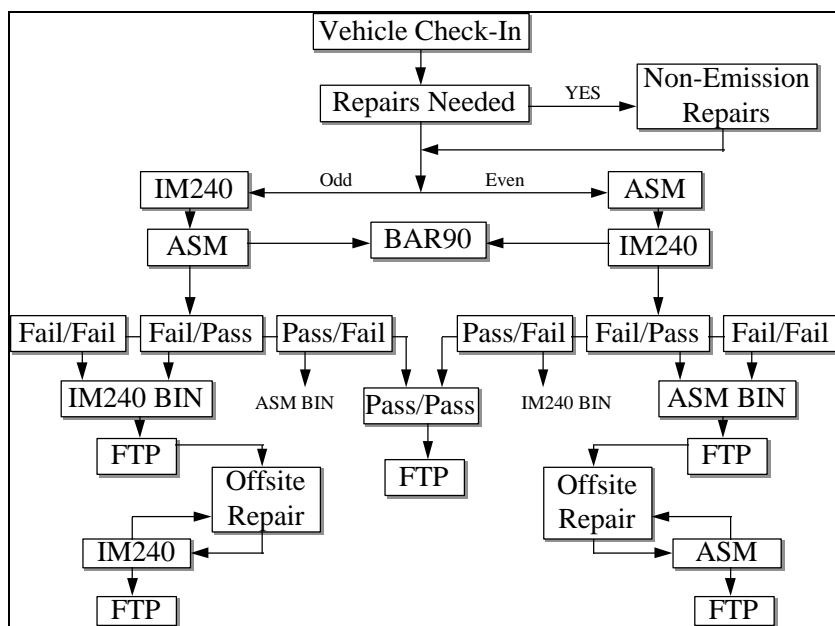 Vehicle Check-In
Repairs Needed
YES
Non-Emission
Repairs
IM240
Odd
Even
ASM
ASM
BAR90
IM240
Fail/Fail
Fail/Pass
Pass/Fail
Pass/Fail
Fail/Pass
Fail/Fail
IM240 BIN
ASM BIN
Pass/Pass
IM240 BIN
ASM BIN
FTP
Offsite
Repair
FTP
Offsite
Repair
FTP
IM240
ASM
FTP
FTP